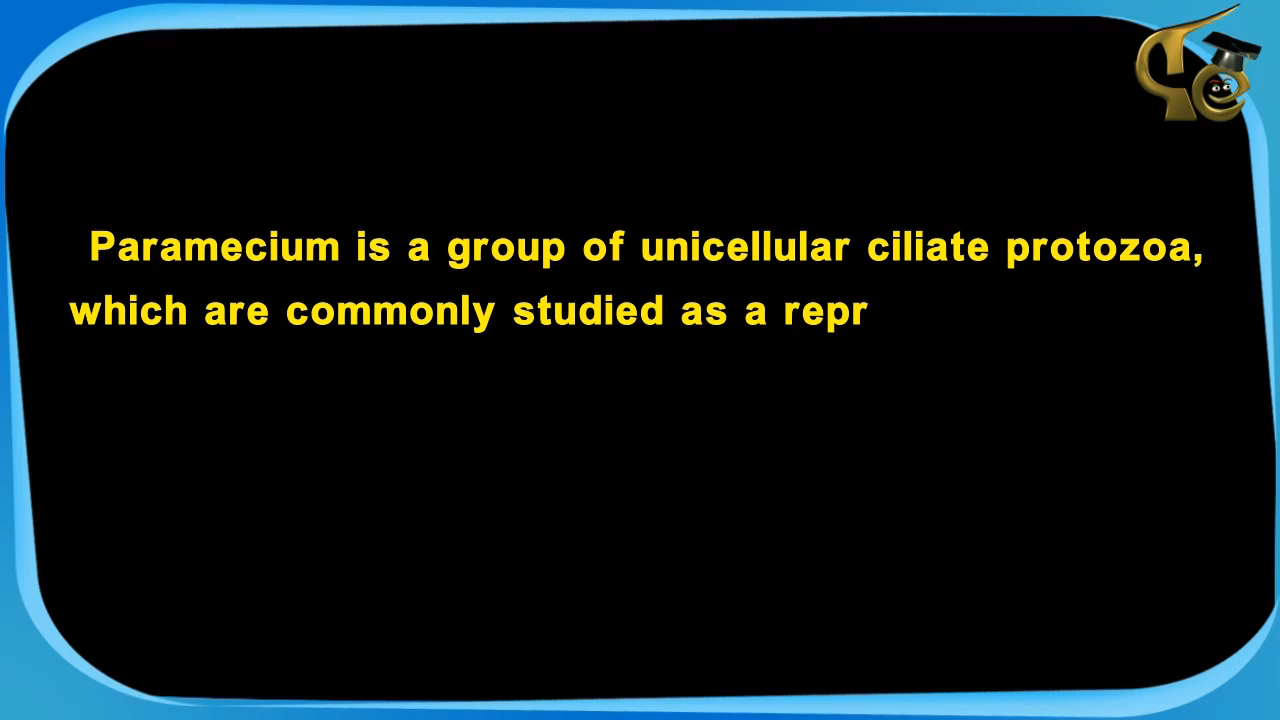 Paramecium is a group of unicellular ciliate protozoa,
which are commonly studied as a repr